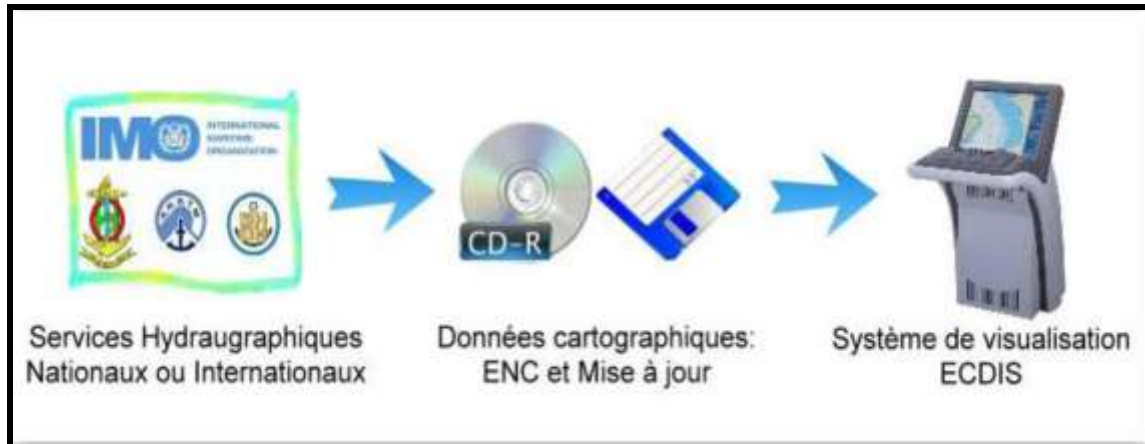 IMO INTERNATIONAL
MARITIME
ORGANIZATION
CD-R
Services Hydraugraphiques
Nationaux ou Internationaux
Données cartographiques:
ENC et Mise à jour
Système de visualisation
ECDIS